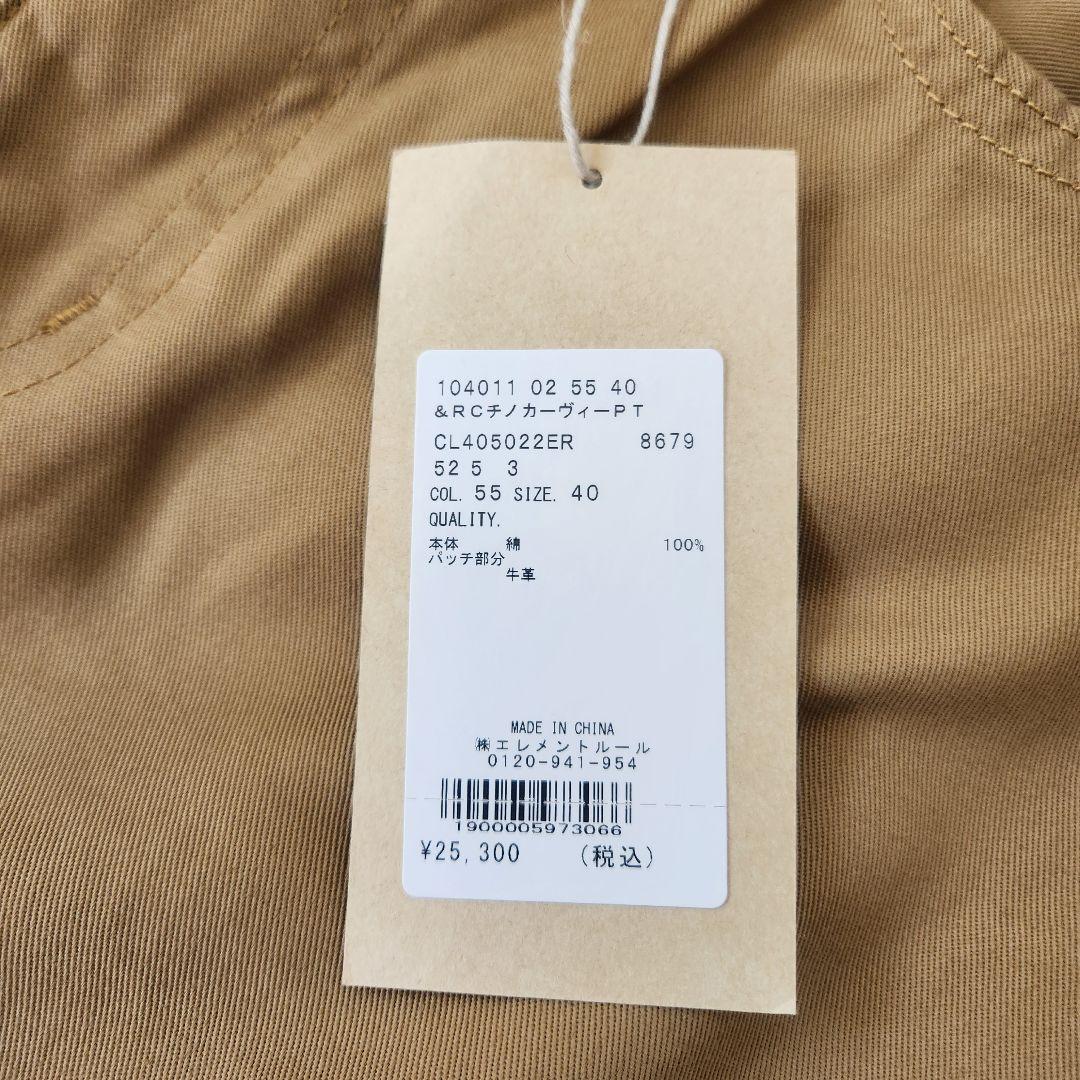 104011 02 55 40
&RCチノカーヴィーPT
CL405022ER 8679
52 5 3
COL. 55 SIZE. 40
QUALITY.
本体 綿 100%
パッチ部分
牛革
MADE IN CHINA
㈱エレメントルール
0120-941-954
1900005973066
¥25,300 (税込)